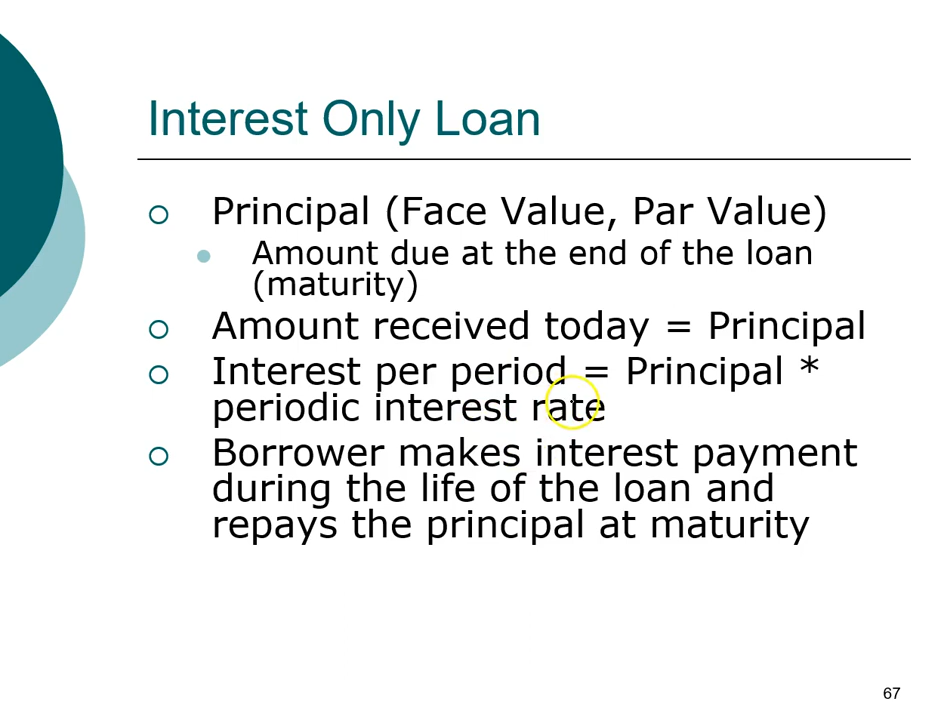 Interest Only Loan
Principal (Face Value, Par Value)
Amount due at the end of the loan
(maturity)
Amount received today = Principal
Interest per period = Principal *
periodic interest rate
Borrower makes interest payment
during the life of the loan and
repays the principal at maturity
67